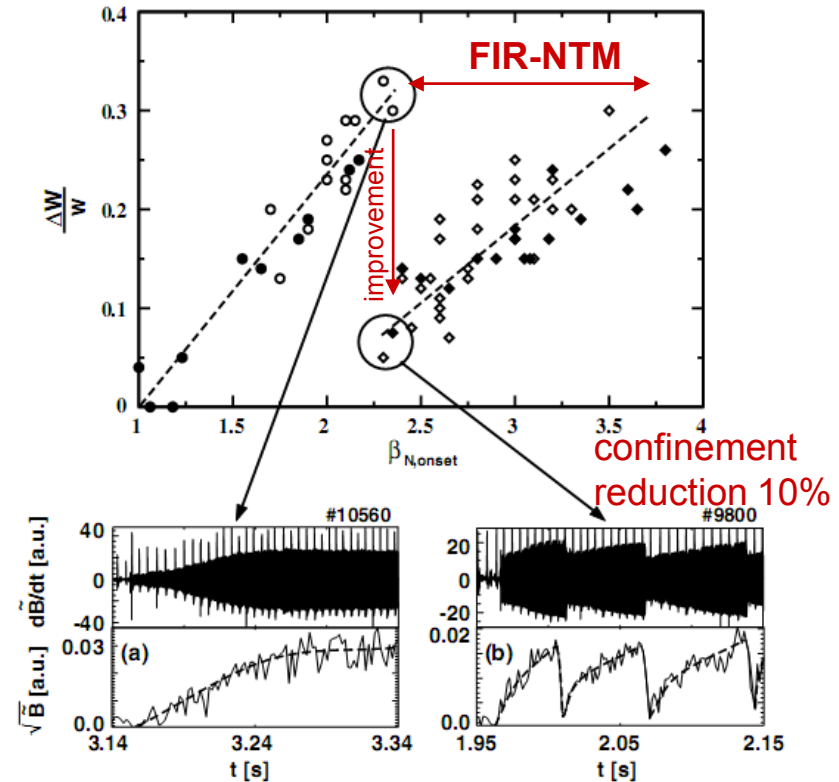 0.4
FIR-NTM
0.3
ΔW
W
0.2
improvement
0.1
0
1 1.5 2 2.5 3 3.5 4
β N,onset
confinement
reduction 10%
#10560 #9800
40 20
0 0
-20
-40
dB̃/dt [a.u.]
0.03 (a) 0.02 (b)
√B̃ [a.u.]
0.0 0.0
3.14 3.24 3.34 1.95 2.05 2.15
t [s] t [s]